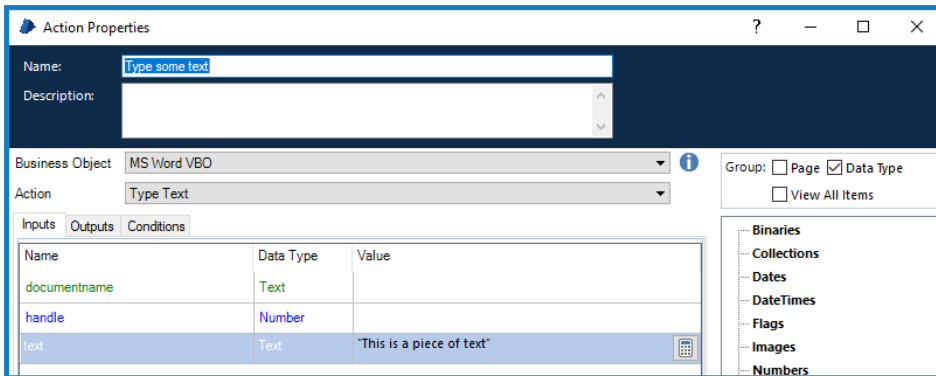 Action Properties
?
Name: Type some text
Description:
Business Object MS Word VBO
Action Type Text
Group: Page Data Type
View All Items
Inputs Outputs Conditions
Name Data Type Value
documentname Text
handle Number
text Text "This is a piece of text"
Binaries
Collections
Dates
DateTimes
Flags
Images
Numbers